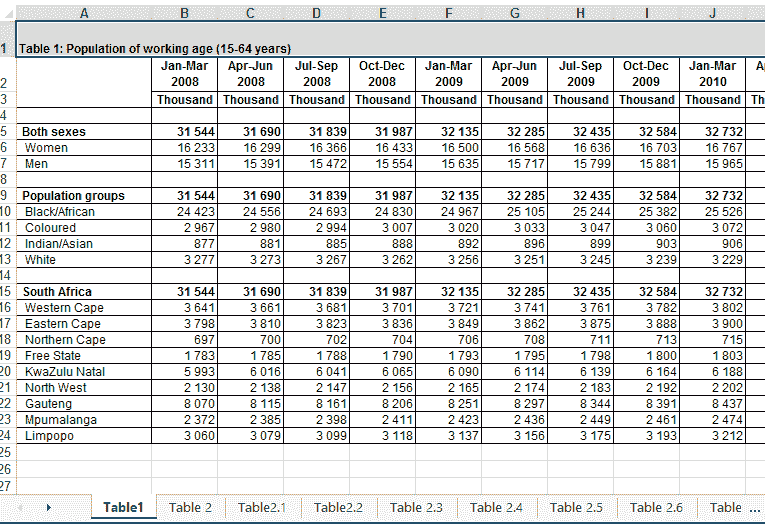 A B C D E F G H I J
1 Table 1: Population of working age (15-64 years)
Jan-Mar Apr-Jun Jul-Sep Oct-Dec Jan-Mar Apr-Jun Jul-Sep Oct-Dec Jan-Mar A
2 2008 2008 2008 2008 2009 2009 2009 2009 2010
3 Thousand Thousand Thousand Thousand Thousand Thousand Thousand Thousand Thousand Th
4
5 Both sexes 31 544 31 690 31 839 31 987 32 135 32 285 32 435 32 584 32 732
6 Women 16 233 16 299 16 366 16 433 16 500 16 568 16 636 16 703 16 767
7 Men 15 311 15 391 15 472 15 554 15 635 15 717 15 799 15 881 15 965
8
9 Population groups 31 544 31 690 31 839 31 987 32 135 32 285 32 435 32 584 32 732
10 Black/African 24 423 24 556 24 693 24 830 24 967 25 105 25 244 25 382 25 526
11 Coloured 2 967 2 980 2 994 3 007 3 020 3 033 3 047 3 060 3 072
12 Indian/Asian 877 881 885 888 892 896 899 903 906
13 White 3 277 3 273 3 267 3 262 3 256 3 251 3 245 3 239 3 229
14
15 South Africa 31 544 31 690 31 839 31 987 32 135 32 285 32 435 32 584 32 732
16 Western Cape 3 641 3 661 3 681 3 701 3 721 3 741 3 761 3 782 3 802
17 Eastern Cape 3 798 3 810 3 823 3 836 3 849 3 862 3 875 3 888 3 900
18 Northern Cape 697 700 702 704 706 708 711 713 715
19 Free State 1 783 1 785 1 788 1 790 1 793 1 795 1 798 1 800 1 803
20 KwaZulu Natal 5 993 6 016 6 041 6 065 6 090 6 114 6 139 6 164 6 188
21 North West 2 130 2 138 2 147 2 156 2 165 2 174 2 183 2 192 2 202
22 Gauteng 8 070 8 115 8 161 8 206 8 251 8 297 8 344 8 391 8 437
23 Mpumalanga 2 372 2 385 2 398 2 411 2 423 2 436 2 449 2 461 2 474
24 Limpopo 3 060 3 079 3 099 3 118 3 137 3 156 3 175 3 193 3 212
25
26
27
Table1 Table 2 Table2.1 Table2.2 Table 2.3 Table 2.4 Table 2.5 Table 2.6 Table ...